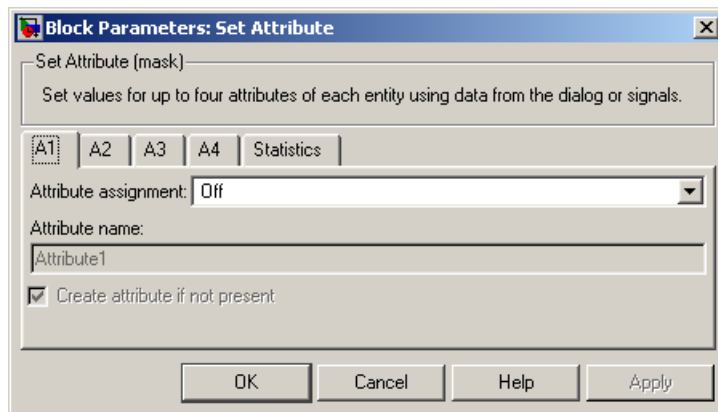 Block Parameters: Set Attribute
Set Attribute (mask)
Set values for up to four attributes of each entity using data from the dialog or signals.
A1 A2 A3 A4 Statistics
Attribute assignment: Off
Attribute name:
Attribute1
Create attribute if not present
OK Cancel Help Apply